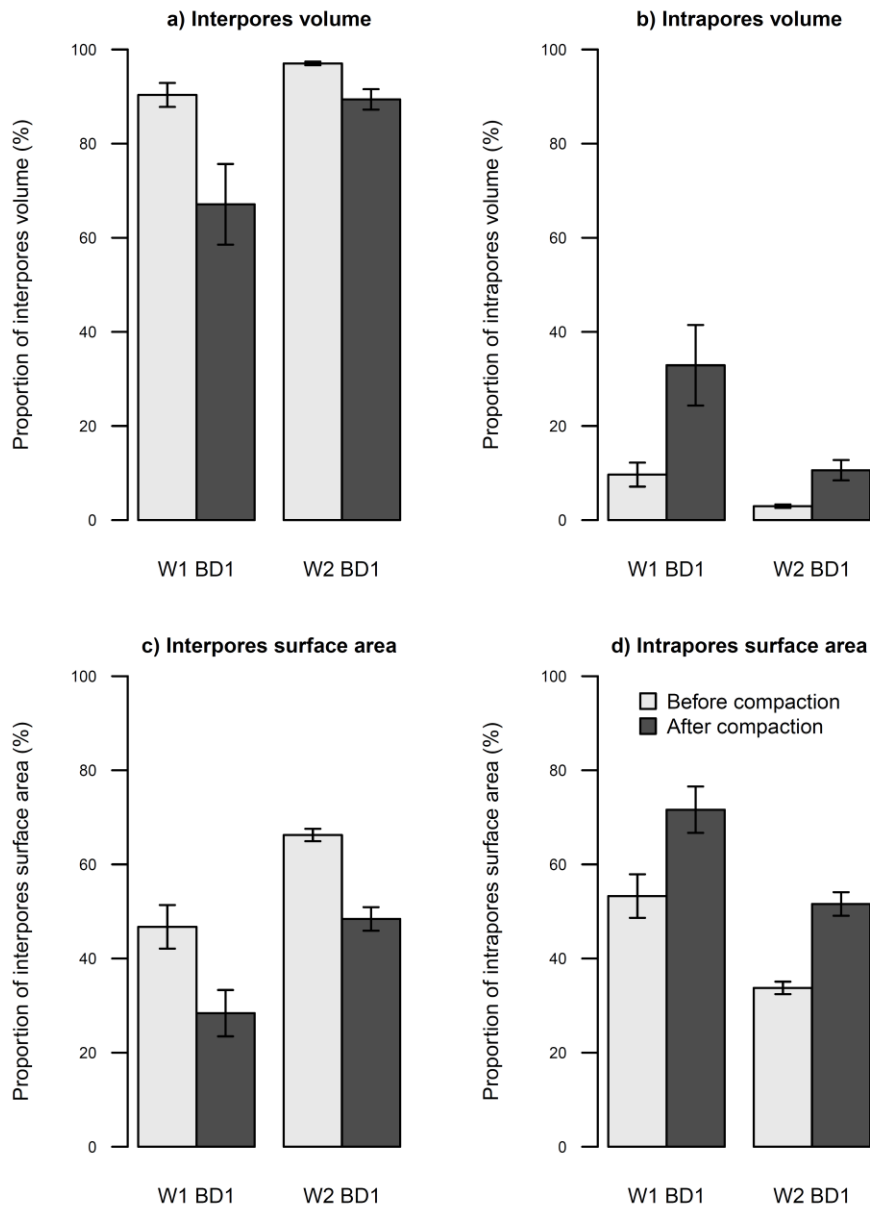 a) Interpores volume
Proportion of interpores volume (%)
100
80
60
40
20
0
W1 BD1
W2 BD1
b) Intrapores volume
Proportion of intrapores volume (%)
100
80
60
40
20
0
W1 BD1
W2 BD1
c) Interpores surface area
Proportion of interpores surface area (%)
100
80
60
40
20
0
W1 BD1
W2 BD1
d) Intrapores surface area
Proportion of intrapores surface area (%)
100
80
60
40
20
0
Before compaction
After compaction
W1 BD1
W2 BD1